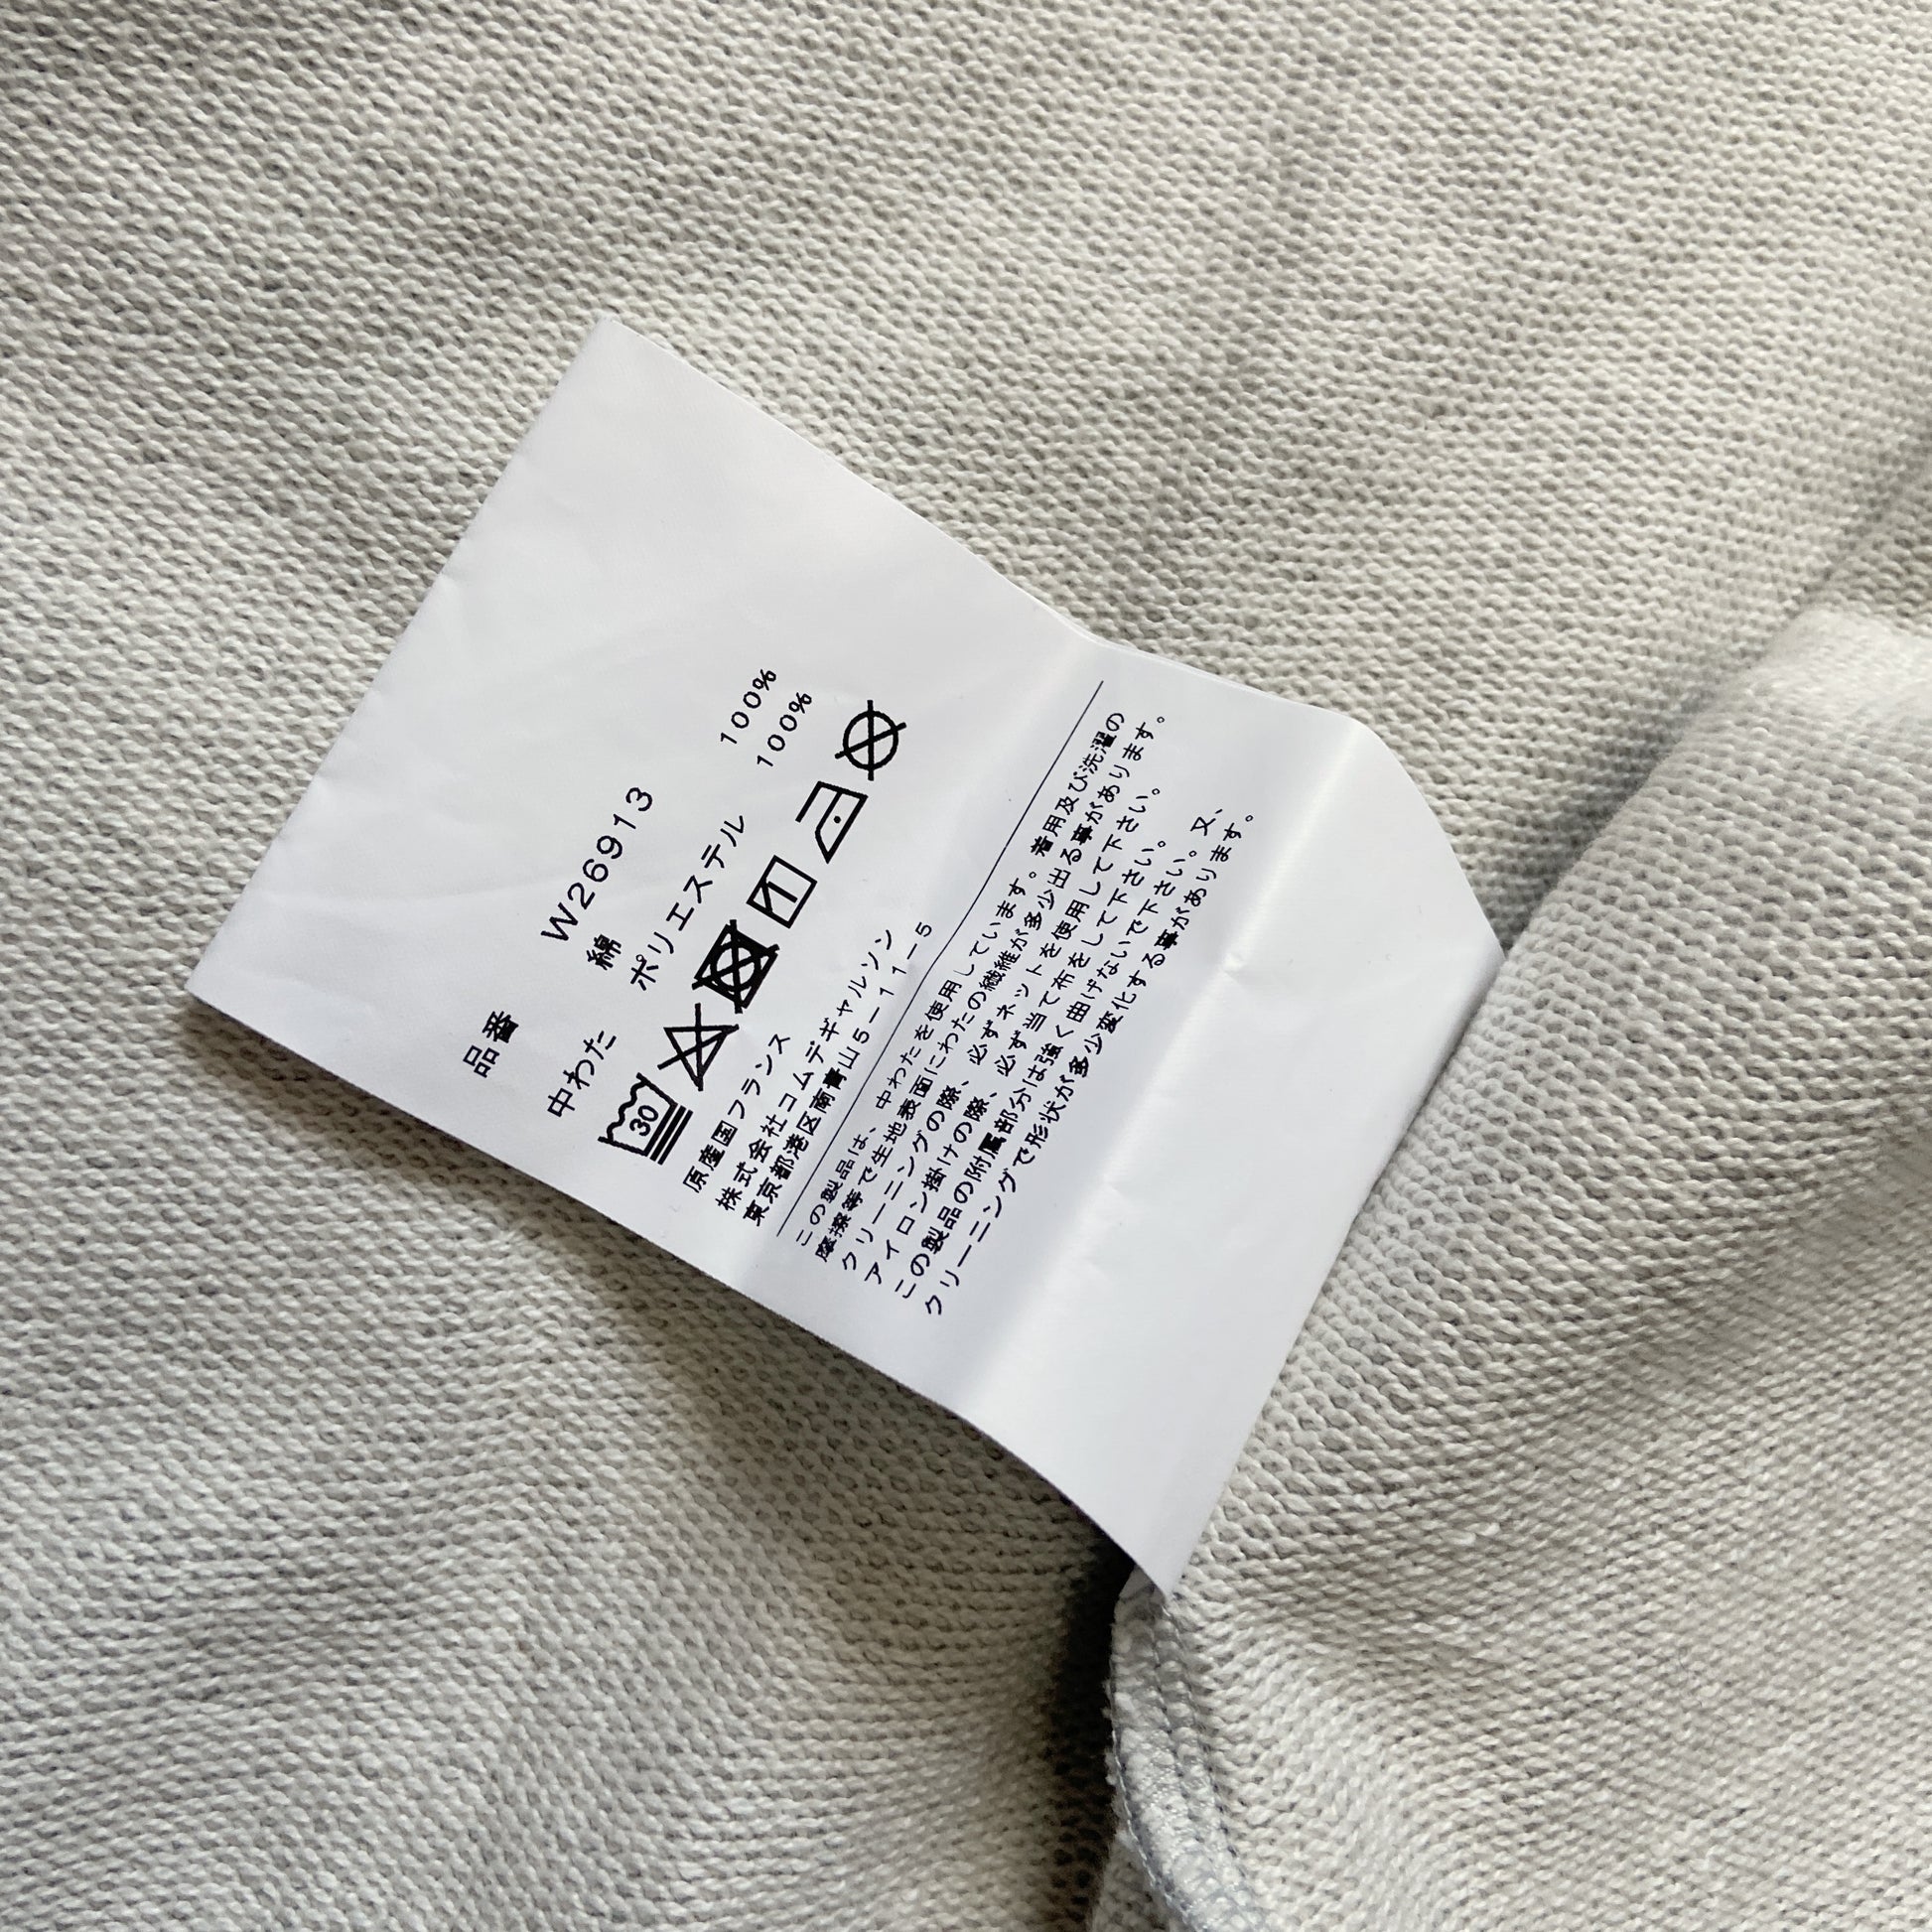 品番 W26913
綿 100%
中わた ポリエステル 100%
30
原産国フランス
株式会社コムデギャルソン
東京都港区南青山5-11-5
この製品は、中わたを使用しています。着用及び洗濯の
摩擦等で生地表面にわたの繊維が多少出る事があります。
クリーニングの際、必ずネットを使用して下さい。
アイロン掛けの際、必ず当て布をして下さい。
この製品の附属部分は強く曲げないで下さい。又、
クリーニングで形状が多少変化する事があります。